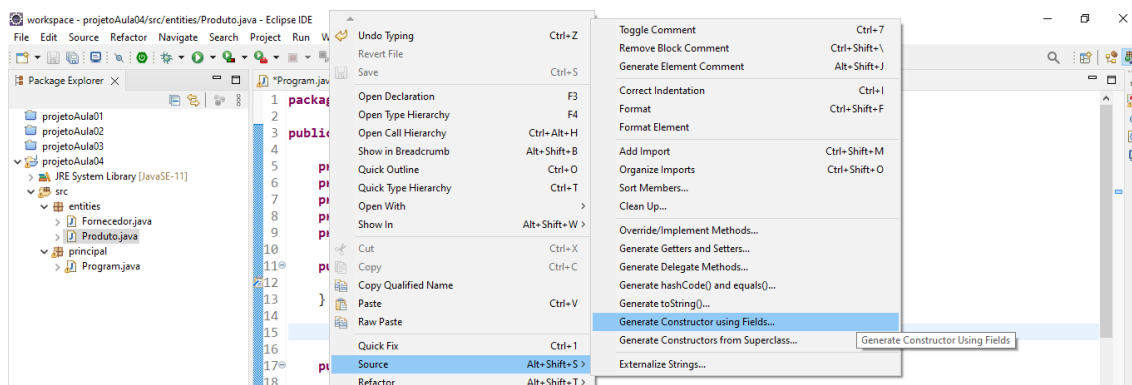 workspace - projetoAula04/src/entities/Produto.java - Eclipse IDE
File Edit Source Refactor Navigate Search Project Run W
Package Explorer
projetoAula01
projetoAula02
projetoAula03
projetoAula04
JRE System Library [JavaSE-11]
src
entities
Fornecedor.java
Produto.java
principal
Program.java
*Program.jav
1 packag
2
3 public
4
5 pr
6 pr
7 pr
8 pr
9 pr
10
11 pu
12
13 }
14
15
16
17 pu
18
Undo Typing Ctrl+Z
Revert File
Save Ctrl+S
Open Declaration F3
Open Type Hierarchy F4
Open Call Hierarchy Ctrl+Alt+H
Show in Breadcrumb Alt+Shift+B
Quick Outline Ctrl+O
Quick Type Hierarchy Ctrl+T
Open With >
Show In Alt+Shift+W >
Cut Ctrl+X
Copy Ctrl+C
Copy Qualified Name
Paste Ctrl+V
Raw Paste
Quick Fix Ctrl+1
Source Alt+Shift+S >
Refactor Alt+Shift+T >
Toggle Comment Ctrl+7
Remove Block Comment Ctrl+Shift+\
Generate Element Comment Alt+Shift+J
Correct Indentation Ctrl+I
Format Ctrl+Shift+F
Format Element
Add Import Ctrl+Shift+M
Organize Imports Ctrl+Shift+O
Sort Members...
Clean Up...
Override/Implement Methods...
Generate Getters and Setters...
Generate Delegate Methods...
Generate hashCode() and equals()...
Generate toString()...
Generate Constructor using Fields...
Generate Constructors from Superclass...
Externalize Strings...
Generate Constructor Using Fields